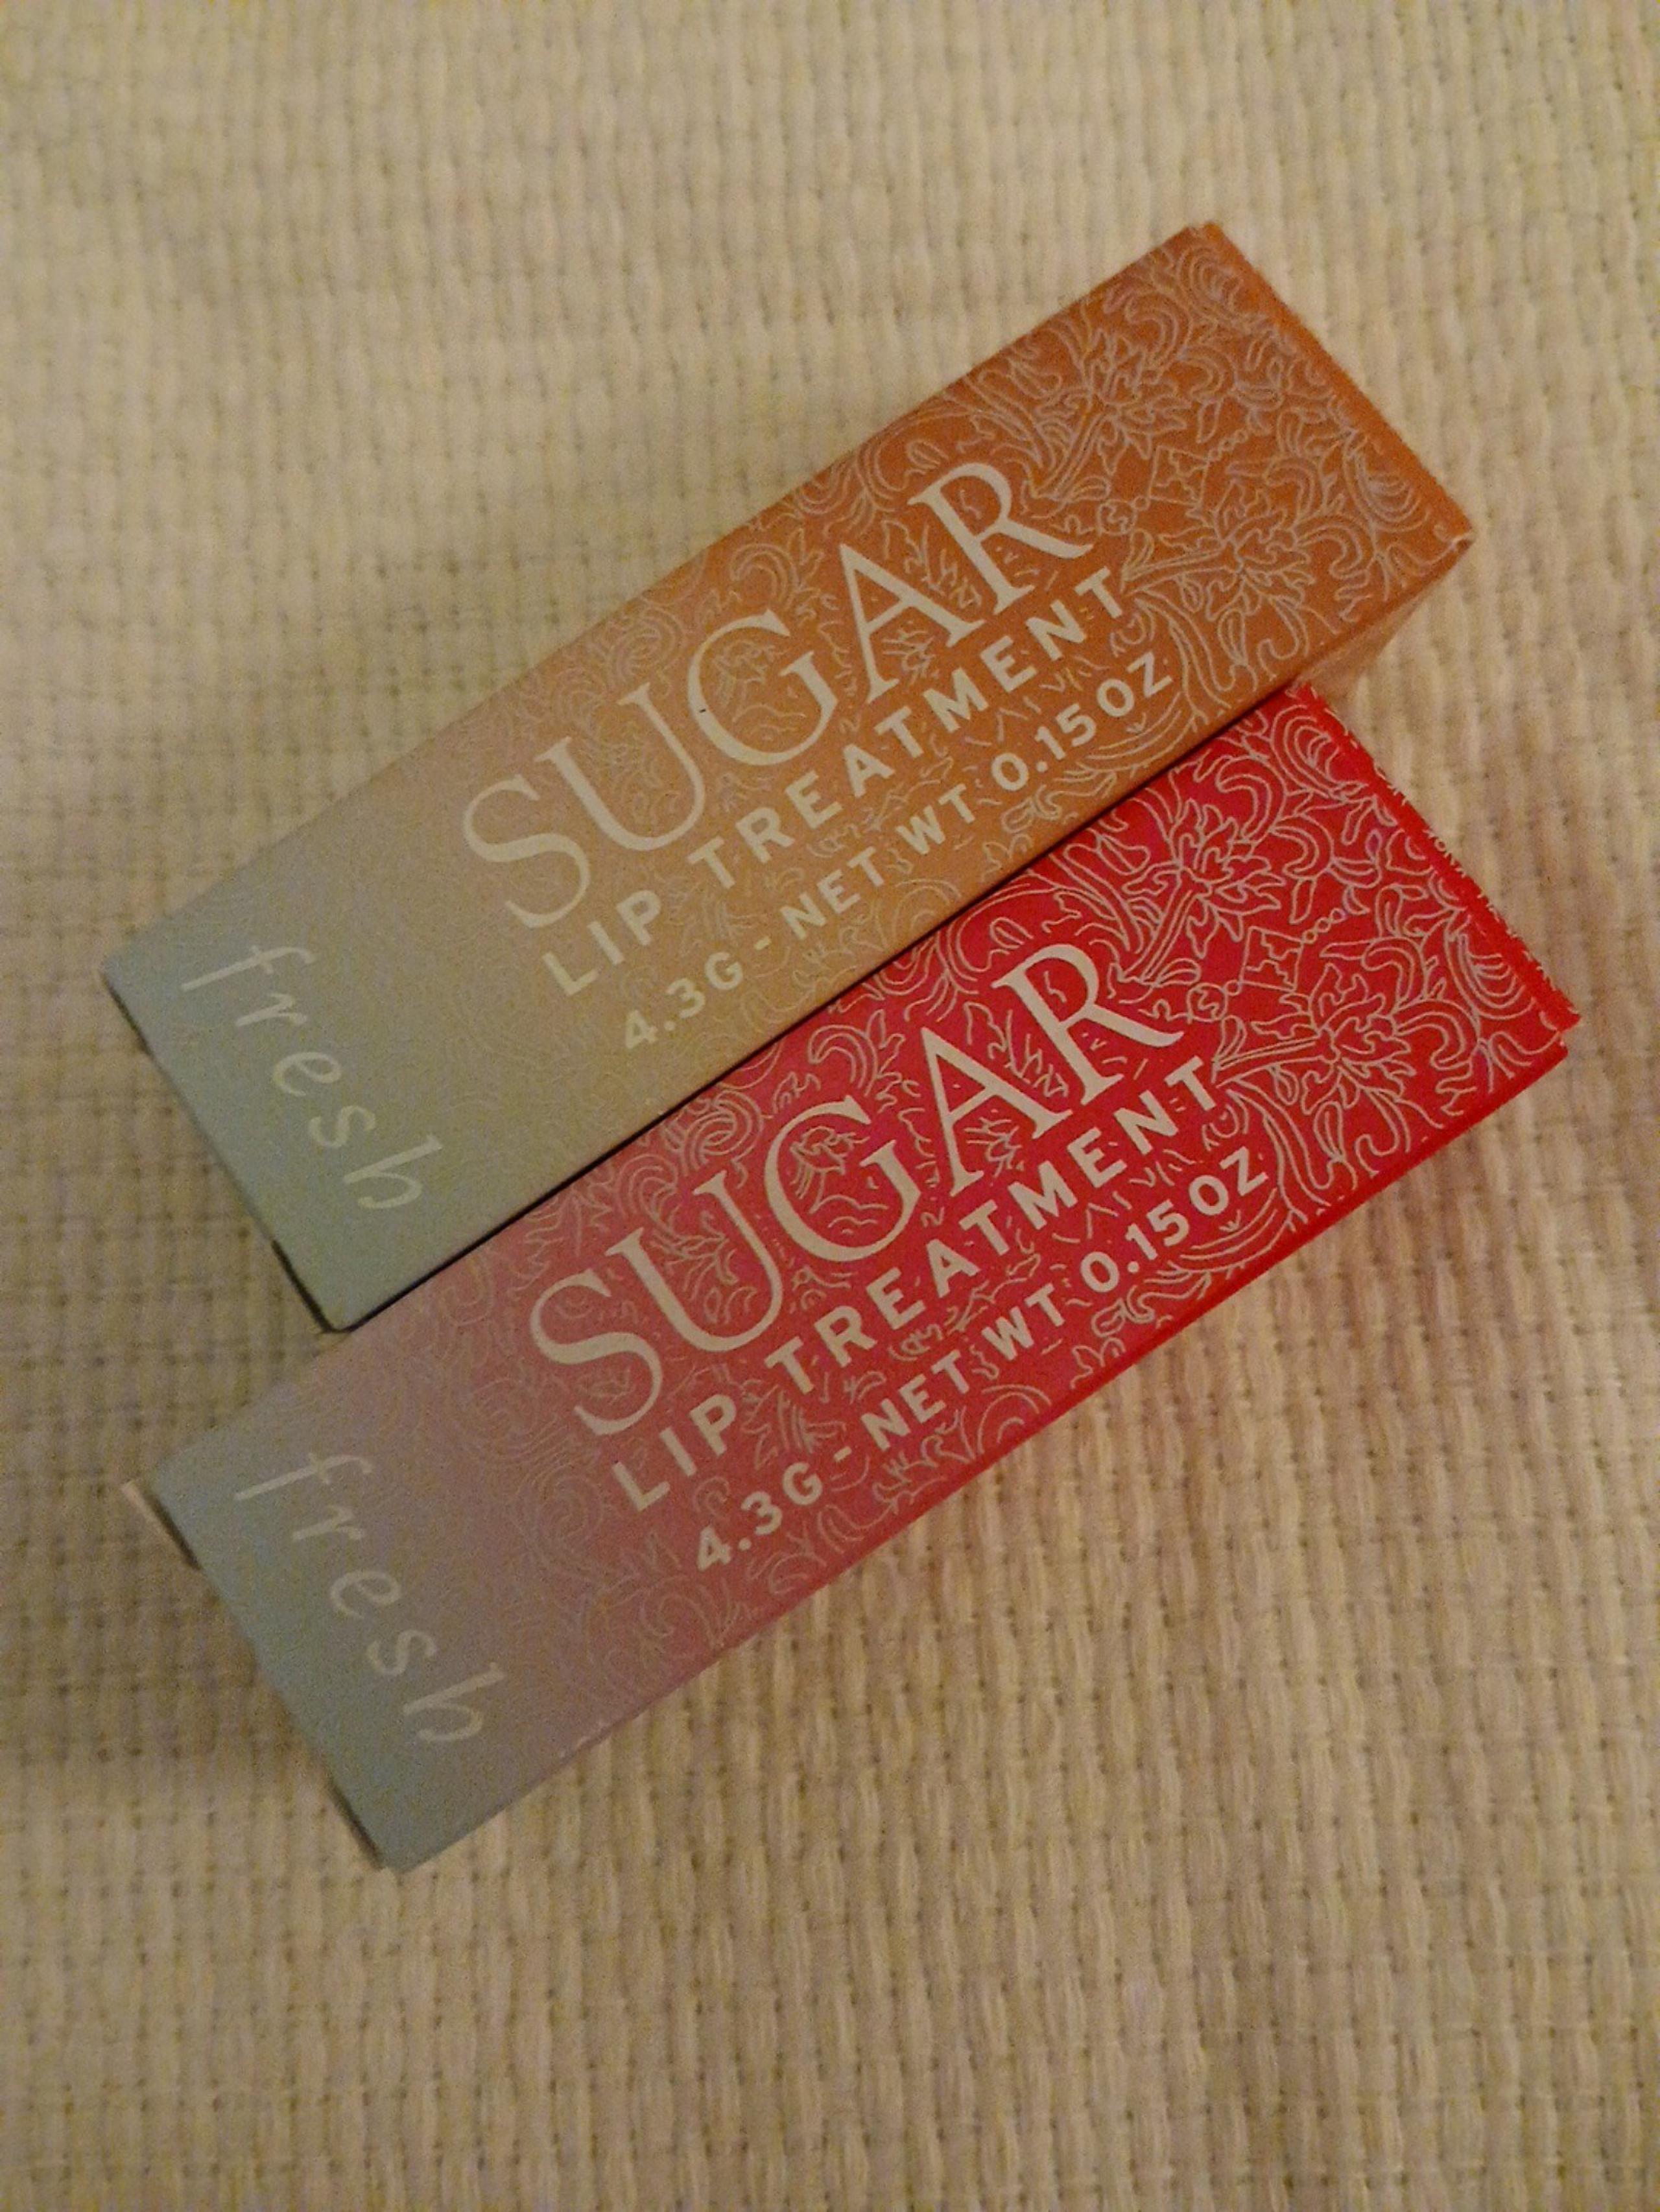 fresh
SUGAR
LIP TREATMENT
4.3G - NET WT 0.15OZ
fresh
SUGAR
LIP TREATMENT
4.3G - NET WT 0.15OZ